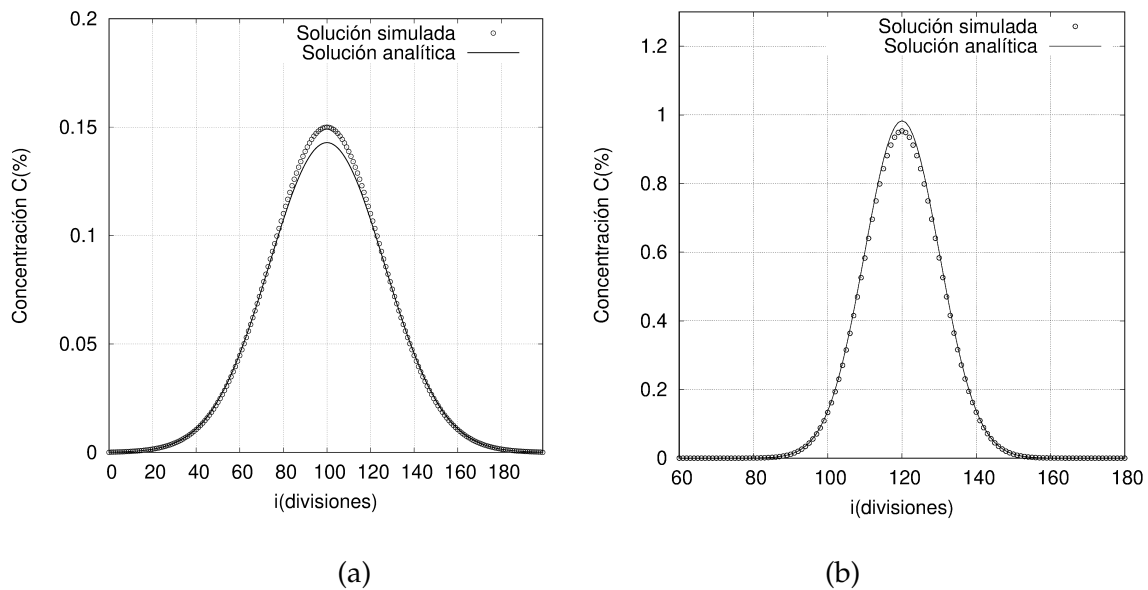 0.2
0.15
0.1
0.05
0
0 20 40 60 80 100 120 140 160 180
Concentración C(%)
i(divisiones)
Solución simulada
Solución analítica
(a)
1.2
1
0.8
0.6
0.4
0.2
0
60 80 100 120 140 160 180
Concentración C(%)
i(divisiones)
Solución simulada
Solución analítica
(b)